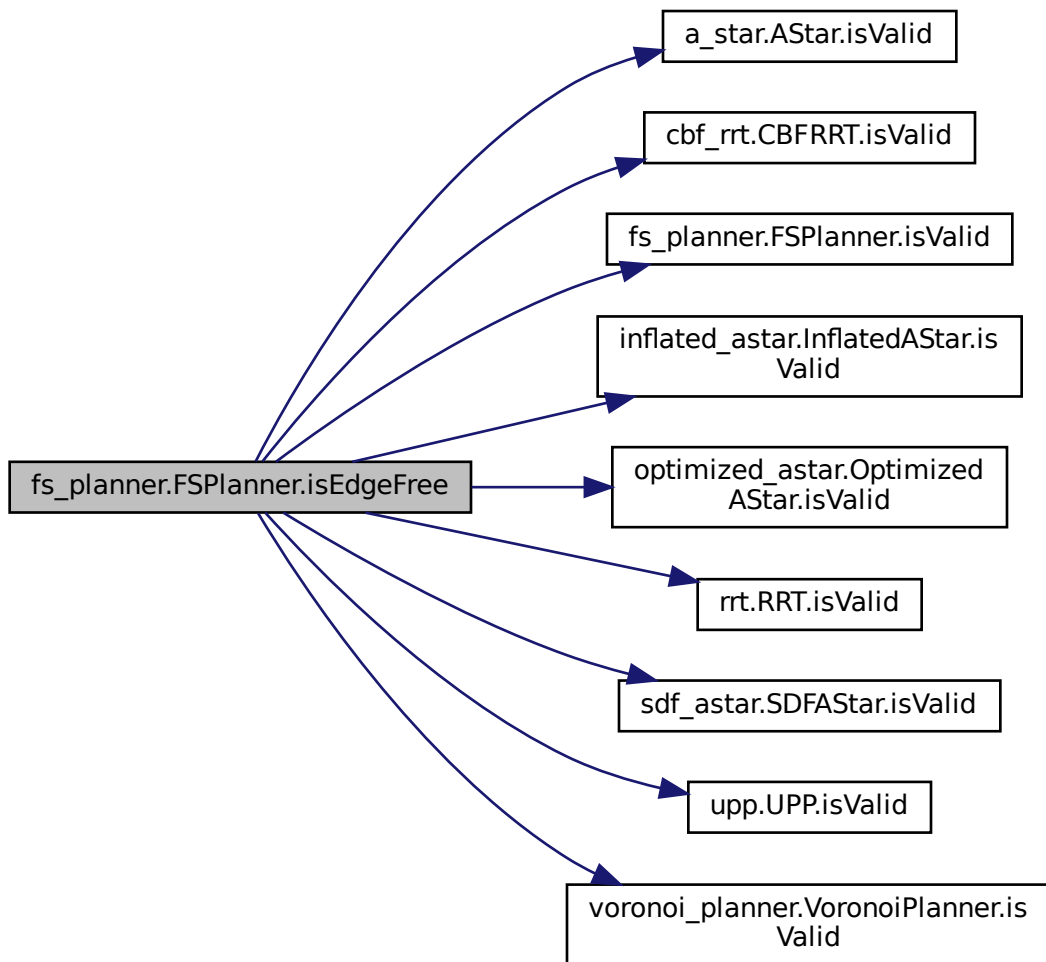 a_star.AStar.isValid
cbf_rrt.CBFRRT.isValid
fs_planner.FSPlanner.isValid
inflated_astar.InflatedAStar.is
Valid
fs_planner.FSPlanner.isEdgeFree
optimized_astar.Optimized
AStar.isValid
rrt.RRT.isValid
sdf_astar.SDFAStar.isValid
upp.UPP.isValid
voronoi_planner.VoronoiPlanner.is
Valid